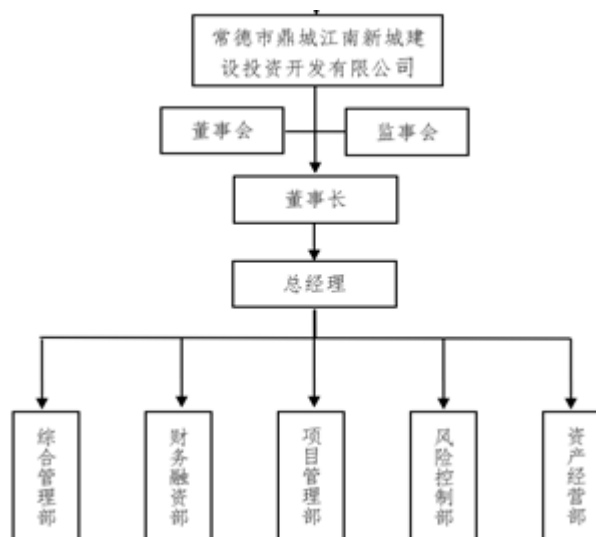 常德市鼎城江南新城建
设投资开发有限公司
董事会
监事会
董事长
总经理
综合管理部
财务融资部
项目管理部
风险控制部
资产经营部